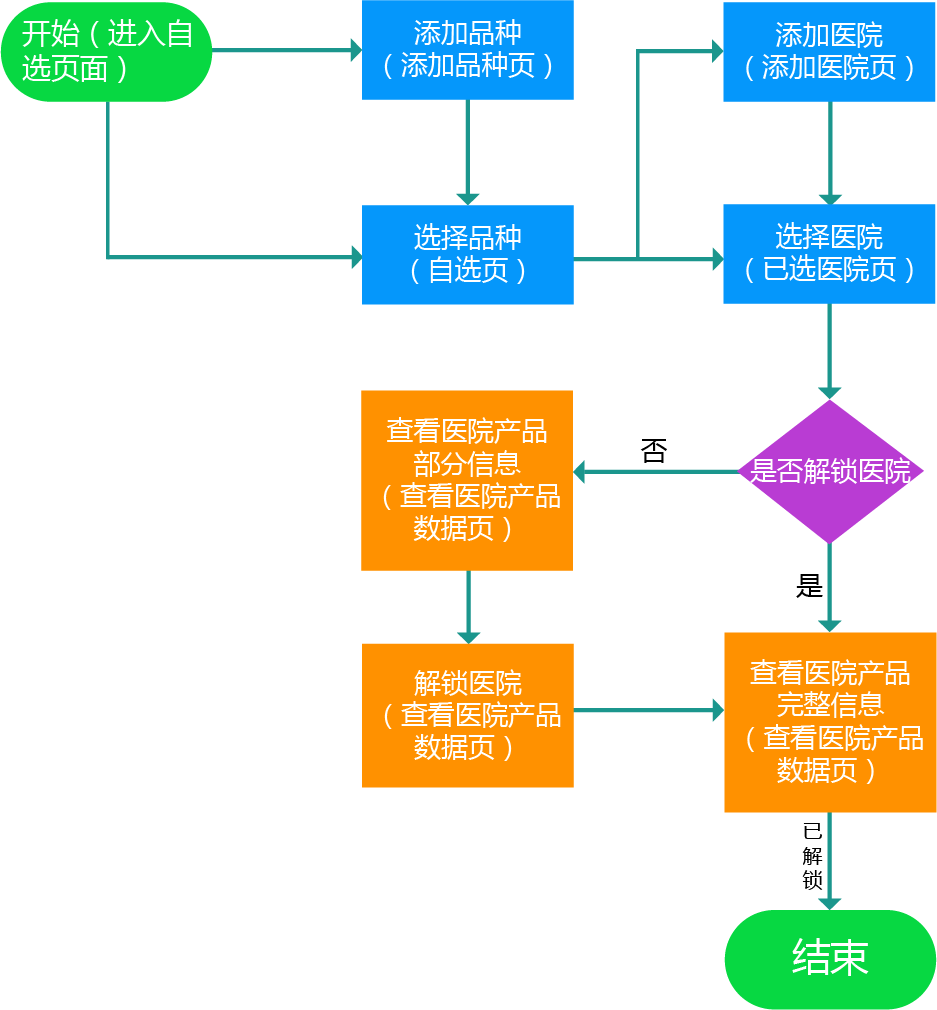 开始（进入自
选页面）
添加品种
（添加品种页）
添加医院
（添加医院页）
选择品种
（自选页）
选择医院
（已选医院页）
查看医院产品
部分信息
（查看医院产品
数据页）
否
是否解锁医院
是
解锁医院
（查看医院产品
数据页）
查看医院产品
完整信息
（查看医院产品
数据页）
已
解
锁
结束